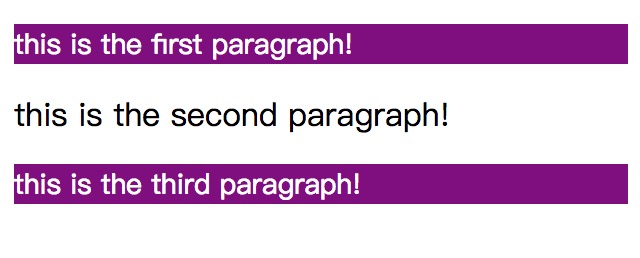 this is the first paragraph!
this is the second paragraph!
this is the third paragraph!